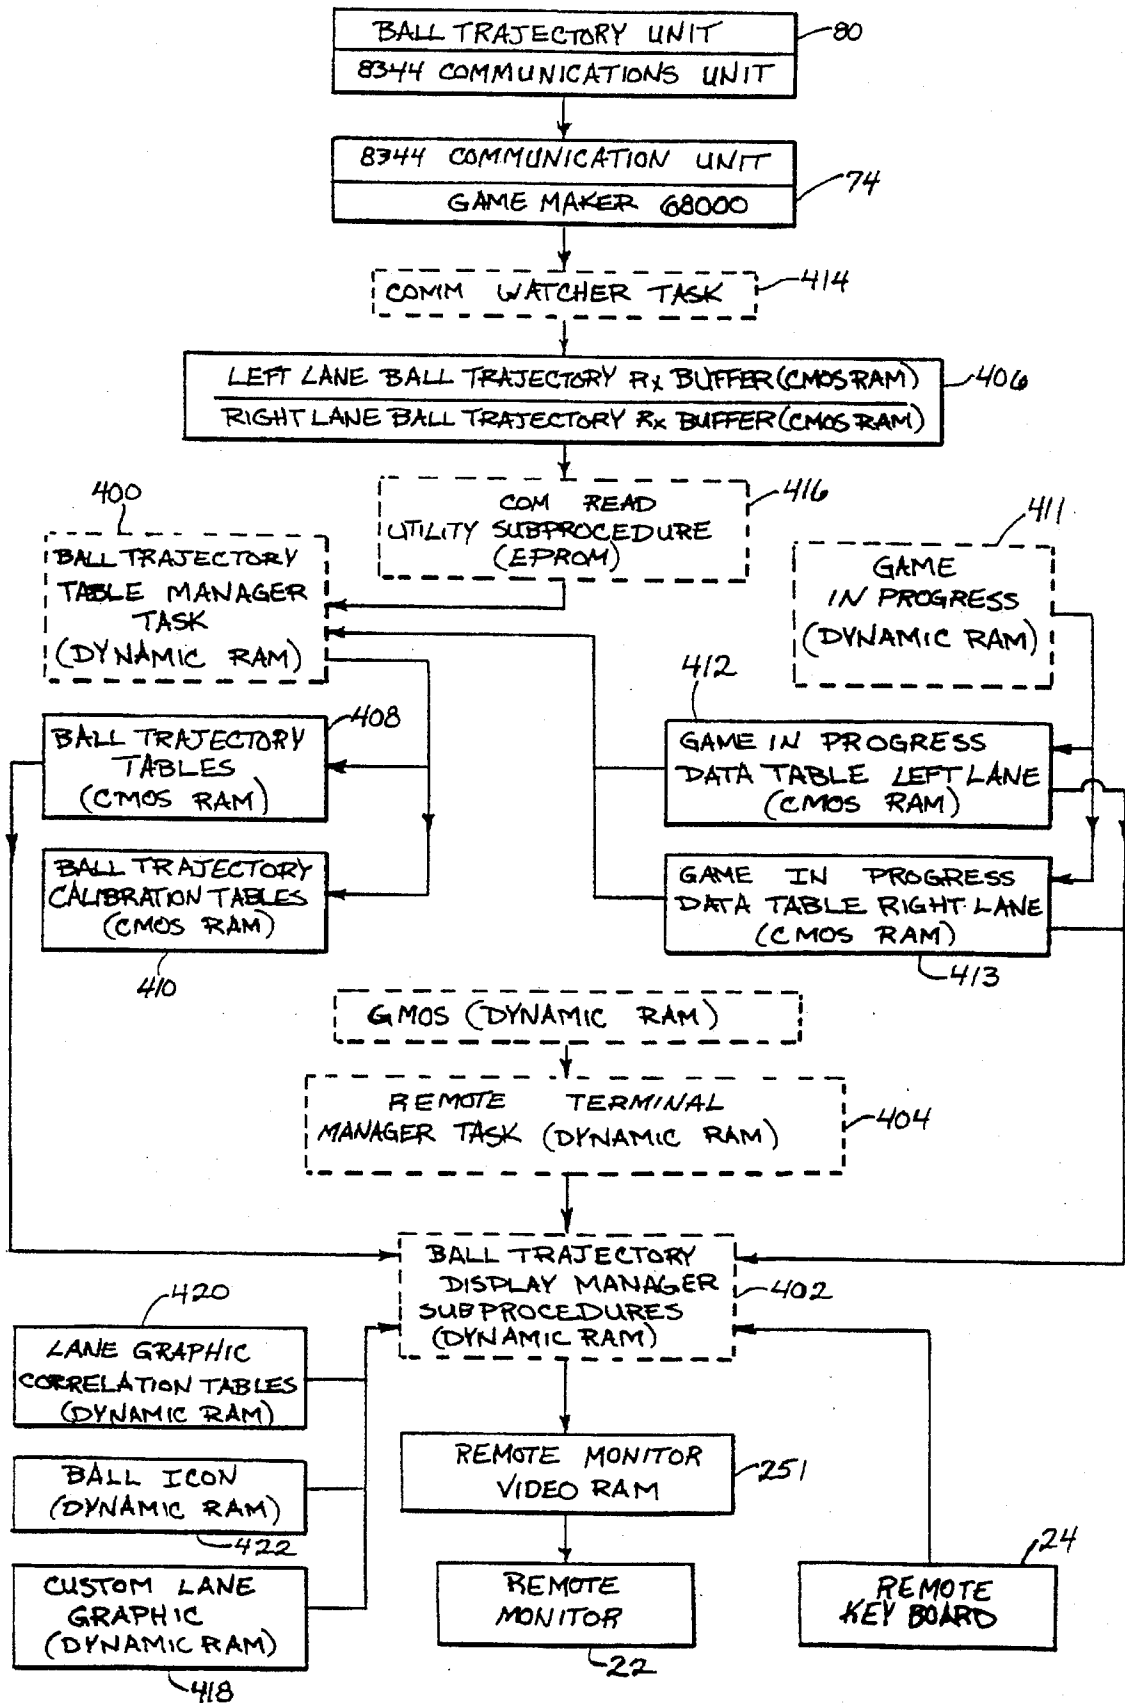 BALL TRAJECTORY UNIT
80
8344 COMMUNICATIONS UNIT
8344 COMMUNICATION UNIT
74
GAME MAKER 68000
COMM WATCHER TASK
414
LEFT LANE BALL TRAJECTORY Rx BUFFER (CMOS RAM)
406
RIGHT LANE BALL TRAJECTORY Rx BUFFER (CMOS RAM)
COM READ
UTILITY SUBPROCEDURE
(EPROM)
416
400
BALL TRAJECTORY
TABLE MANAGER
TASK
(DYNAMIC RAM)
411
GAME
IN PROGRESS
(DYNAMIC RAM)
408
BALL TRAJECTORY
TABLES
(CMOS RAM)
412
GAME IN PROGRESS
DATA TABLE LEFT LANE
(CMOS RAM)
BALL TRAJECTORY
CALIBRATION TABLES
(CMOS RAM)
410
GAME IN PROGRESS
DATA TABLE RIGHT LANE
(CMOS RAM)
413
GMOS (DYNAMIC RAM)
REMOTE TERMINAL
MANAGER TASK (DYNAMIC RAM)
404
BALL TRAJECTORY
DISPLAY MANAGER
SUBPROCEDURES
(DYNAMIC RAM)
402
420
LANE GRAPHIC
CORRELATION TABLES
(DYNAMIC RAM)
BALL ICON
(DYNAMIC RAM)
422
CUSTOM LANE
GRAPHIC
(DYNAMIC RAM)
418
REMOTE MONITOR
VIDEO RAM
251
REMOTE
MONITOR
22
24
REMOTE
KEY BOARD